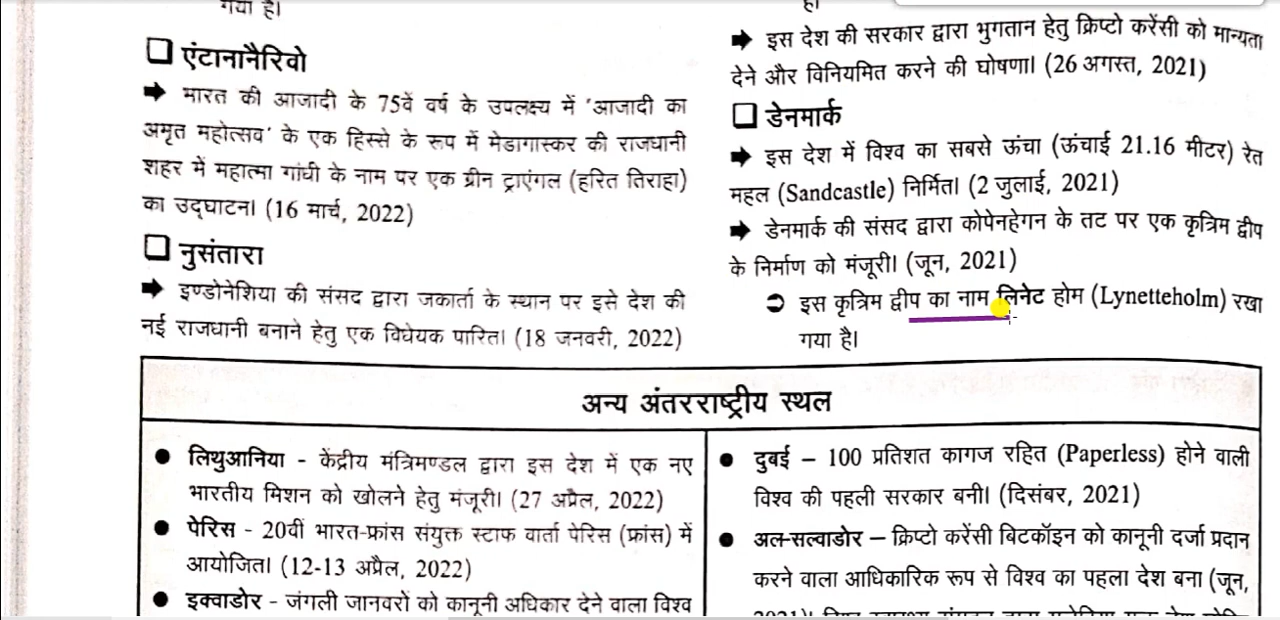 गया है।
❑ एंटानानैरिवो
➡ भारत की आजादी के 75वें वर्ष के उपलक्ष्य में 'आजादी का
अमृत महोत्सव' के एक हिस्से के रूप में मेडागास्कर की राजधानी
शहर में महात्मा गांधी के नाम पर एक ग्रीन ट्राएंगल (हरित तिराहा)
का उद्घाटन। (16 मार्च, 2022)
❑ नुसंतारा
➡ इण्डोनेशिया की संसद द्वारा जकार्ता के स्थान पर इसे देश की
नई राजधानी बनाने हेतु एक विधेयक पारित। (18 जनवरी, 2022)
➡ इस देश की सरकार द्वारा भुगतान हेतु क्रिप्टो करेंसी को मान्यता
देने और विनियमित करने की घोषणा। (26 अगस्त, 2021)
❑ डेनमार्क
➡ इस देश में विश्व का सबसे ऊंचा (ऊंचाई 21.16 मीटर) रेत
महल (Sandcastle) निर्मित। (2 जुलाई, 2021)
➡ डेनमार्क की संसद द्वारा कोपेनहेगन के तट पर एक कृत्रिम द्वीप
के निर्माण को मंजूरी। (जून, 2021)
➲ इस कृत्रिम द्वीप का नाम लिनेट होम (Lynetteholm) रखा
गया है।
अन्य अंतरराष्ट्रीय स्थल
● लिथुआनिया - केंद्रीय मंत्रिमण्डल द्वारा इस देश में एक नए
भारतीय मिशन को खोलने हेतु मंजूरी। (27 अप्रैल, 2022)
● पेरिस - 20वीं भारत-फ्रांस संयुक्त स्टाफ वार्ता पेरिस (फ्रांस) में
आयोजित। (12-13 अप्रैल, 2022)
● इक्वाडोर - जंगली जानवरों को कानूनी अधिकार देने वाला विश्व
● दुबई – 100 प्रतिशत कागज रहित (Paperless) होने वाली
विश्व की पहली सरकार बनी। (दिसंबर, 2021)
● अल-सल्वाडोर – क्रिप्टो करेंसी बिटकॉइन को कानूनी दर्जा प्रदान
करने वाला आधिकारिक रूप से विश्व का पहला देश बना (जून,